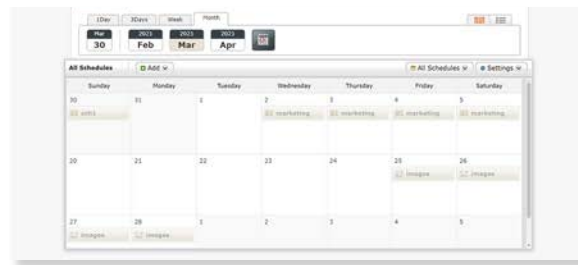 1Day 3Days Week Month
Mar 2021 2021 2021
30 Feb Mar Apr
All Schedules Add All Schedules Settings
Sunday Monday Tuesday Wednesday Thursday Friday Saturday
30 31 1 2 3 4 5
marketing marketing marketing marketing
20 21 22 23 24 25 26
images images
27 28 1 2 3 4 5
images images